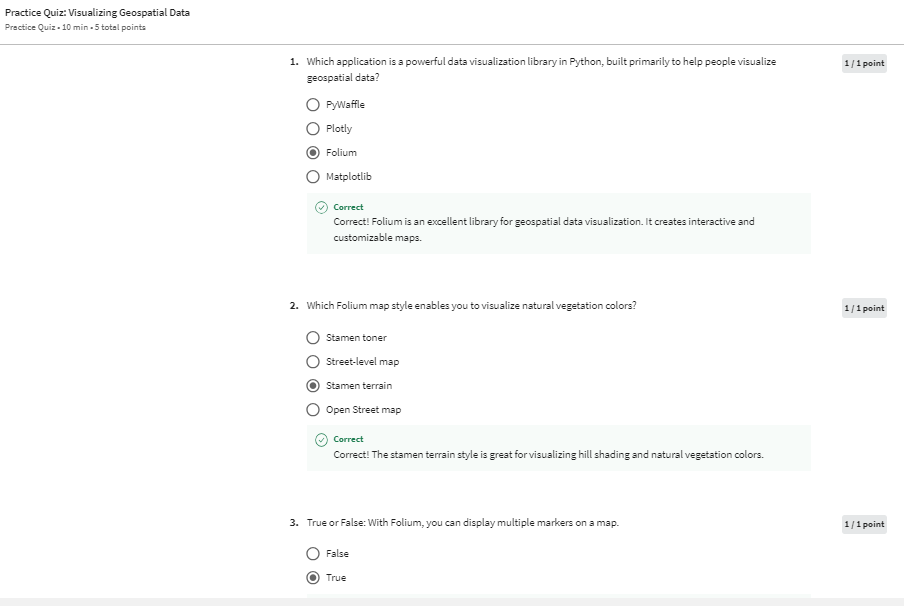 Practice Quiz: Visualizing Geospatial Data
Practice Quiz • 10 min • 5 total points
1. Which application is a powerful data visualization library in Python, built primarily to help people visualize
geospatial data?
1 / 1 point
PyWaffle
Plotly
Folium
Matplotlib
Correct
Correct! Folium is an excellent library for geospatial data visualization. It creates interactive and
customizable maps.
2. Which Folium map style enables you to visualize natural vegetation colors?
1 / 1 point
Stamen toner
Street-level map
Stamen terrain
Open Street map
Correct
Correct! The stamen terrain style is great for visualizing hill shading and natural vegetation colors.
3. True or False: With Folium, you can display multiple markers on a map.
1 / 1 point
False
True